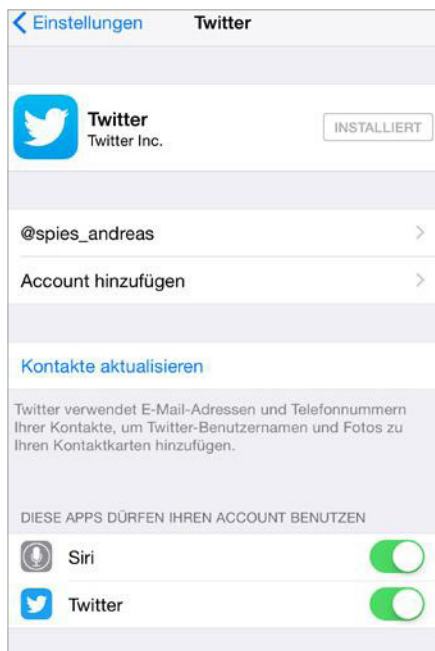 Einstellungen Twitter
Twitter
Twitter Inc.
INSTALLIERT
@spies_andreas
Account hinzufügen
Kontakte aktualisieren
Twitter verwendet E-Mail-Adressen und Telefonnummern
Ihrer Kontakte, um Twitter-Benutzernamen und Fotos zu
Ihren Kontaktkarten hinzufügen.
DIESE APPS DÜRFEN IHREN ACCOUNT BENUTZEN
Siri
Twitter